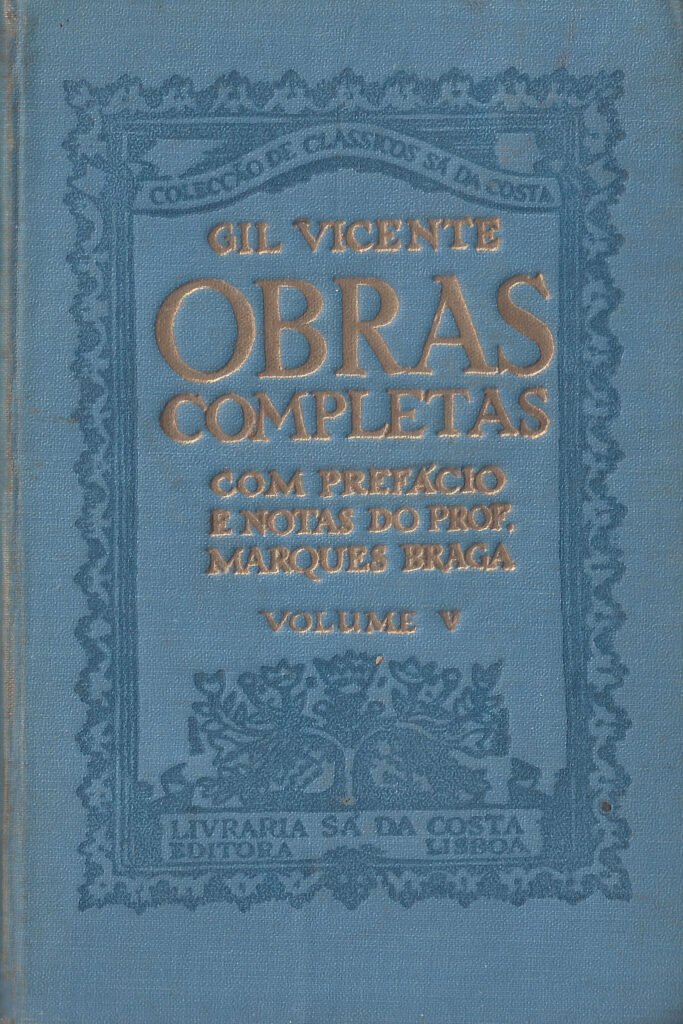 COLECÇÃO DE CLASSICOS SÁ DA COSTA
GIL VICENTE
OBRAS
COMPLETAS
COM PREFÁCIO
E NOTAS DO PROF.
MARQUES BRAGA
VOLUME V
LIVRARIA SÁ DA COSTA
EDITORA LISBOA